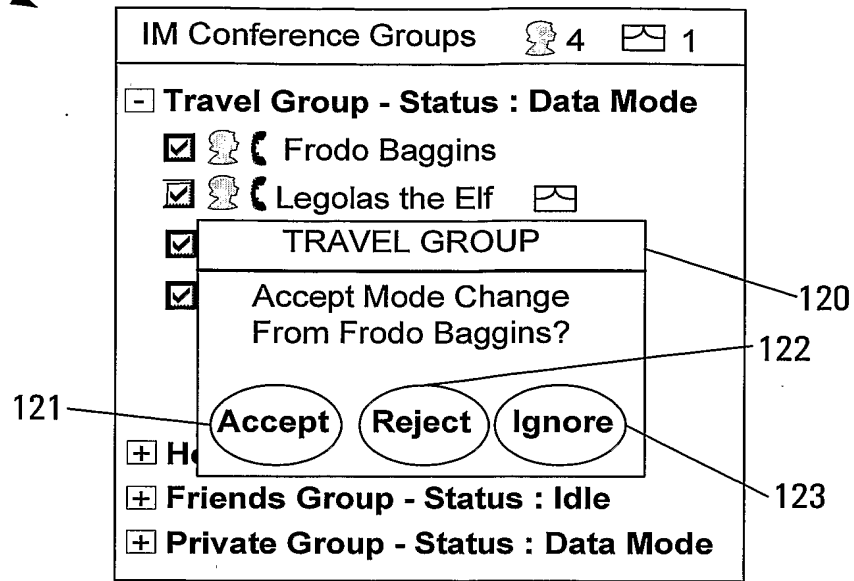 IM Conference Groups 4 1
- Travel Group - Status : Data Mode
Frodo Baggins
Legolas the Elf
TRAVEL GROUP
120
Accept Mode Change
From Frodo Baggins?
122
121
Accept Reject Ignore
+ H
123
+ Friends Group - Status : Idle
+ Private Group - Status : Data Mode